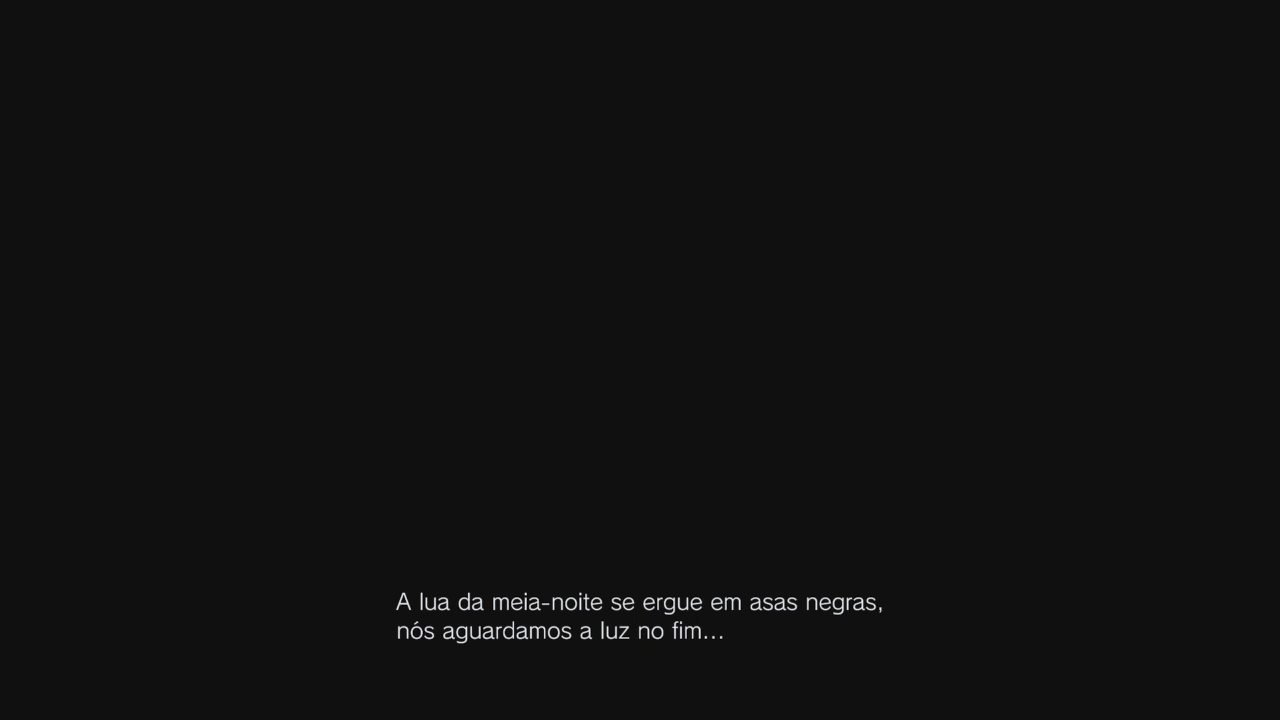 A lua da meia-noite se ergue em asas negras,
nós aguardamos a luz no fim...